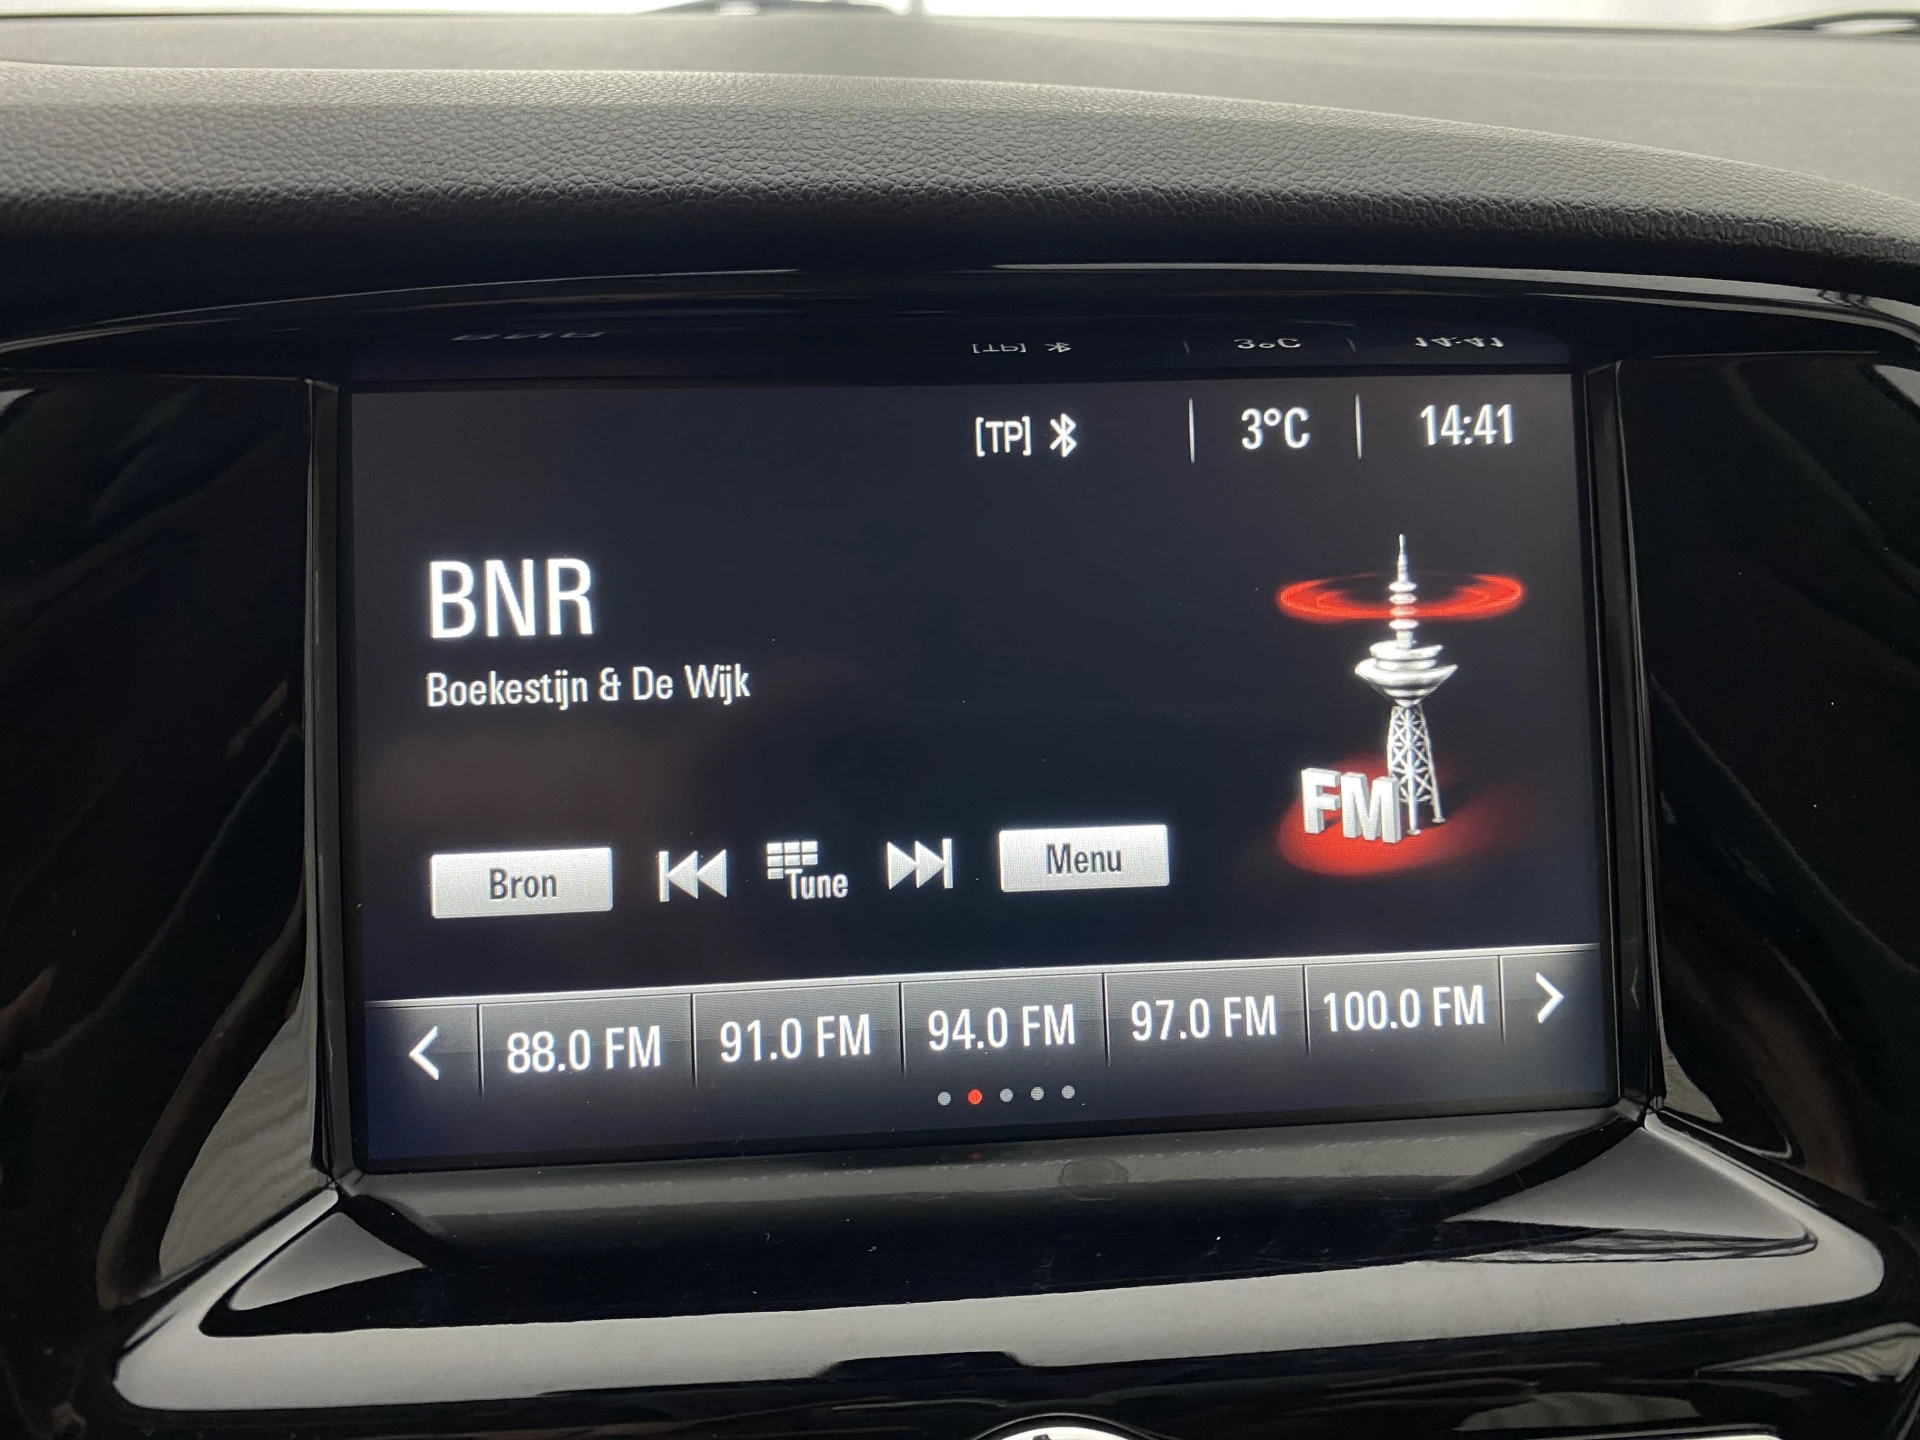 [TP] 3°C 14:41
BNR
Boekestijn & De Wijk
FM
Bron Tune Menu
88.0 FM 91.0 FM 94.0 FM 97.0 FM 100.0 FM